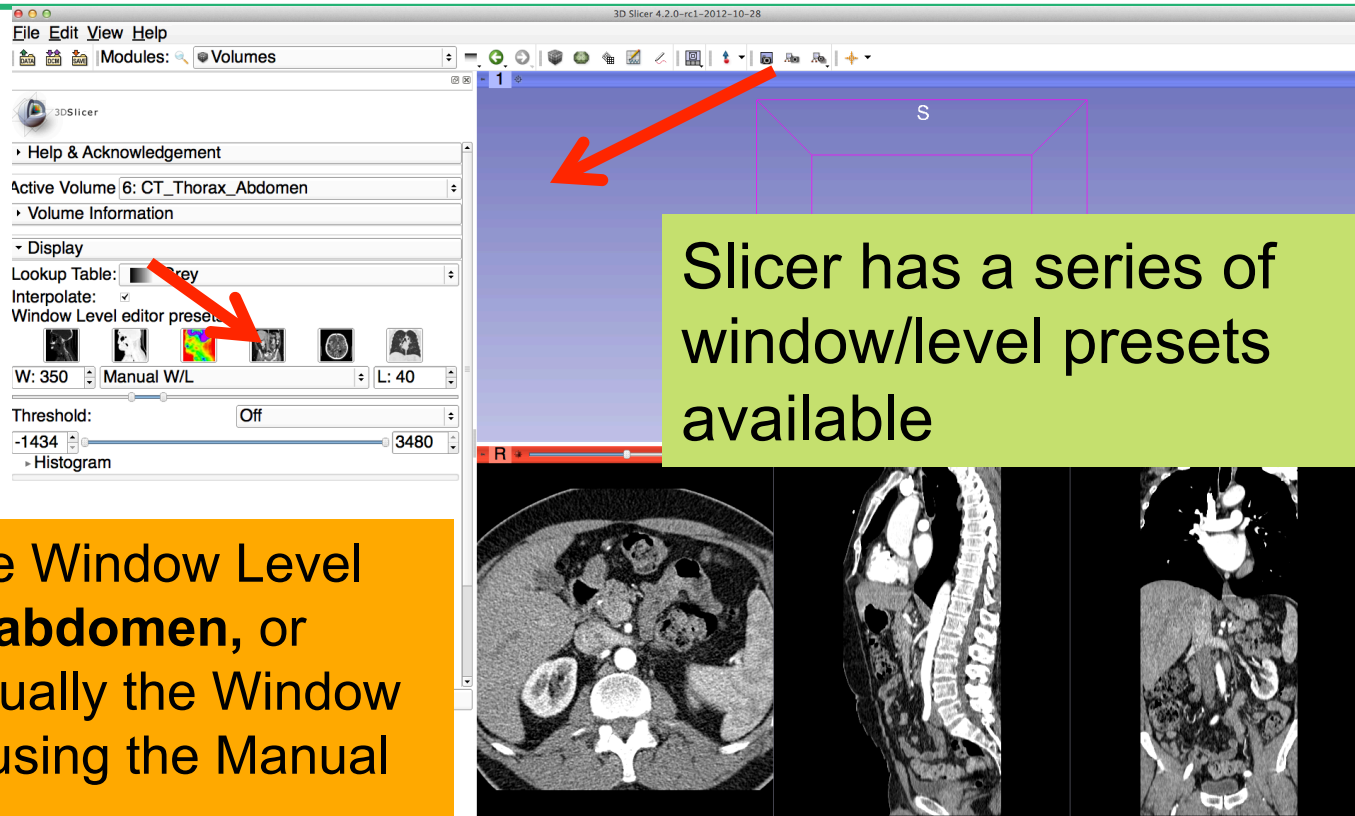 3D Slicer 4.2.0-rc1-2012-10-28
File Edit View Help
DATA DCM SAVE Modules: Volumes
1
3DSlicer
Help & Acknowledgement
Active Volume 6: CT_Thorax_Abdomen
Volume Information
Display
Lookup Table: Grey
Interpolate:
Window Level editor presets
W: 350 Manual W/L L: 40
Threshold: Off
-1434 3480
Histogram
S
Slicer has a series of
window/level presets
available
R
e Window Level
abdomen, or
ually the Window
using the Manual